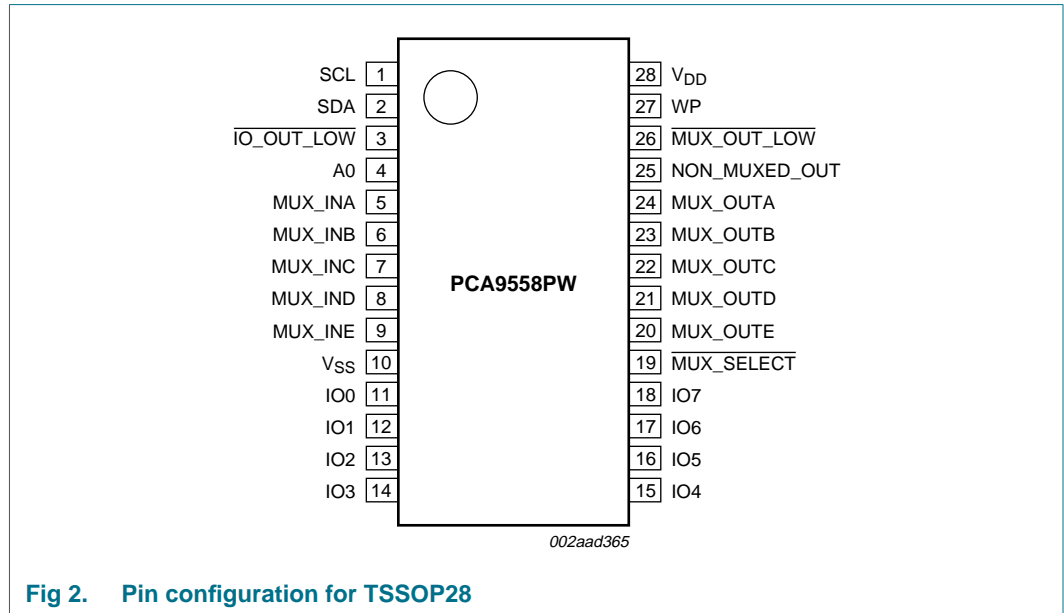 SCL 1 28 VDD
SDA 2 27 WP
IO_OUT_LOW 3 26 MUX_OUT_LOW
A0 4 25 NON_MUXED_OUT
MUX_INA 5 24 MUX_OUTA
MUX_INB 6 23 MUX_OUTB
MUX_INC 7 22 MUX_OUTC
PCA9558PW
MUX_IND 8 21 MUX_OUTD
MUX_INE 9 20 MUX_OUTE
VSS 10 19 MUX_SELECT
IO0 11 18 IO7
IO1 12 17 IO6
IO2 13 16 IO5
IO3 14 15 IO4
002aad365
Fig 2. Pin configuration for TSSOP28